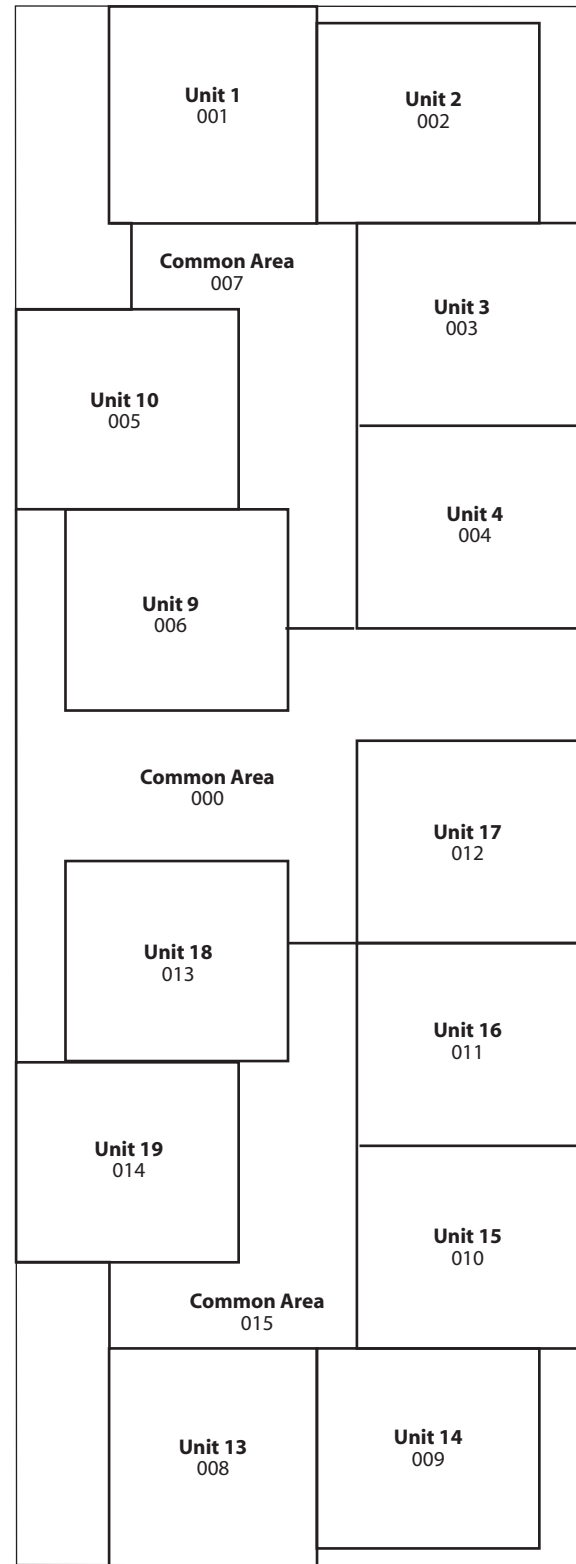 Unit 1
001
Unit 2
002
Common Area
007
Unit 3
003
Unit 10
005
Unit 4
004
Unit 9
006
Common Area
000
Unit 17
012
Unit 18
013
Unit 16
011
Unit 19
014
Unit 15
010
Common Area
015
Unit 13
008
Unit 14
009